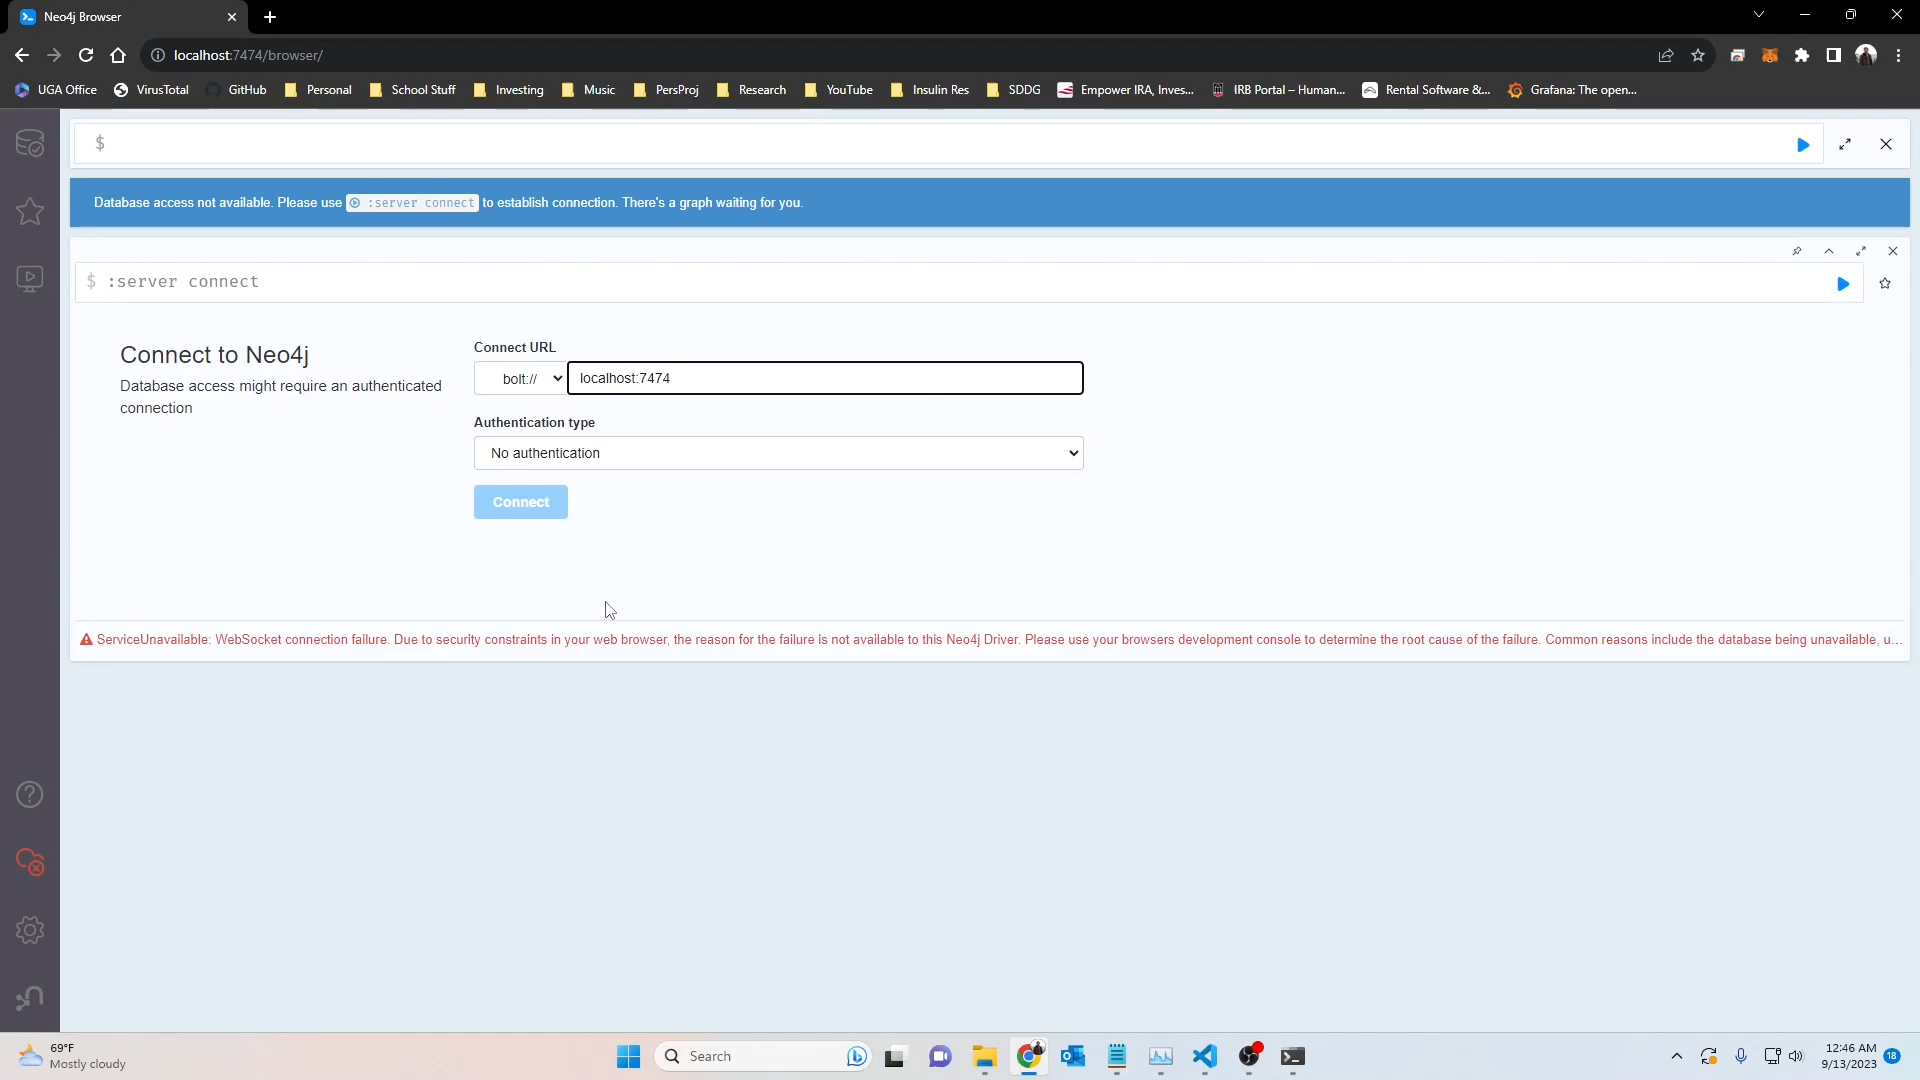 Neo4j Browser
localhost:7474/browser/
UGA Office
VirusTotal
GitHub
Personal
School Stuff
Investing
Music
PersProj
Research
YouTube
Insulin Res
SDDG
Empower IRA, Inves...
IRB Portal – Human...
Rental Software &...
Grafana: The open...
$
Database access not available. Please use :server connect to establish connection. There's a graph waiting for you.
$ :server connect
Connect to Neo4j
Database access might require an authenticated
connection
Connect URL
bolt://
localhost:7474
Authentication type
No authentication
Connect
ServiceUnavailable: WebSocket connection failure. Due to security constraints in your web browser, the reason for the failure is not available to this Neo4j Driver. Please use your browsers development console to determine the root cause of the failure. Common reasons include the database being unavailable, u...
69°F
Mostly cloudy
Search
12:46 AM
9/13/2023
18